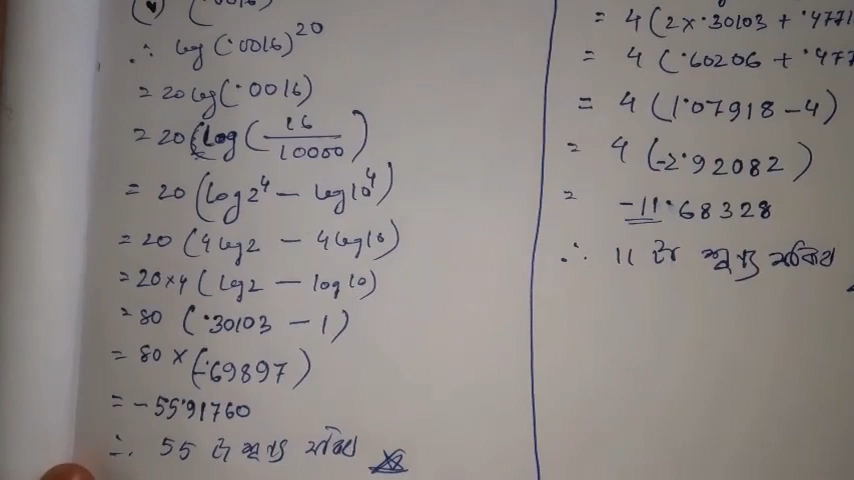 (v) (.0016)
∴ log (.0016)^20
= 20 log (.0016)
= 20 (log (16/10000))
= 20 (log 2^4 − log 10^4)
= 20 (4 log 2 − 4 log 10)
= 20×4 (log 2 − log 10)
= 80 (.30103 − 1)
= 80 × (−.69897)
= −55.91760
∴ 55 টা শূন্য থাকিব
= 4 (2×.30103 + .4771
= 4 (.60206 + .477
= 4 (1.07918 − 4)
= 4 (−2.92082)
= −11.68328
∴ 11 টা শূন্য থাকিব